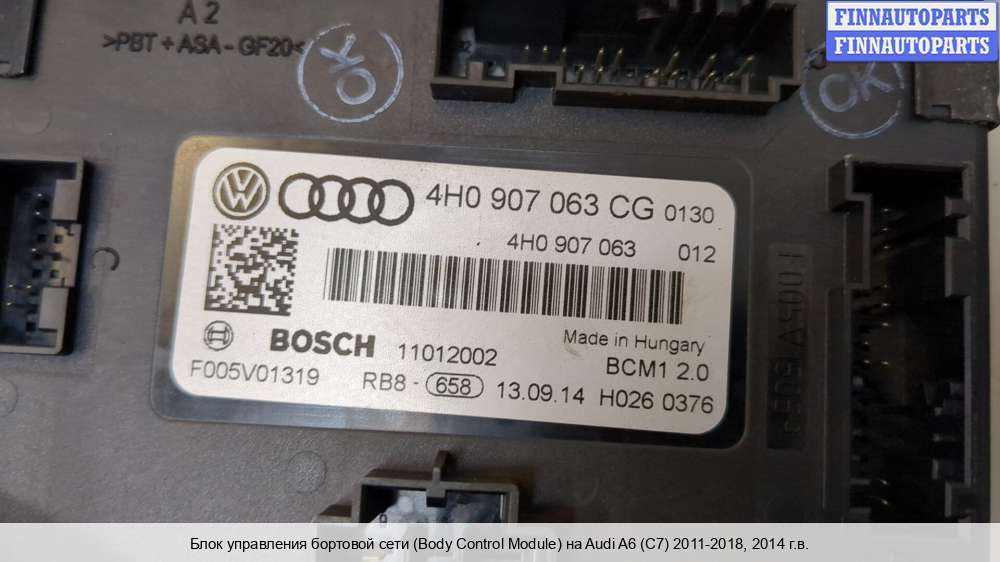 FINNAUTOPARTS
FINNAUTOPARTS
A 2
>PBT + ASA - GF20<
OK
OK
4H0 907 063 CG 0130
4H0 907 063 012
BOSCH 11012002 Made in Hungary
BCM1 2.0
F005V01319 RB8 - 658 13.09.14 H026 0376
Блок управления бортовой сети (Body Control Module) на Audi A6 (C7) 2011-2018, 2014 г.в.